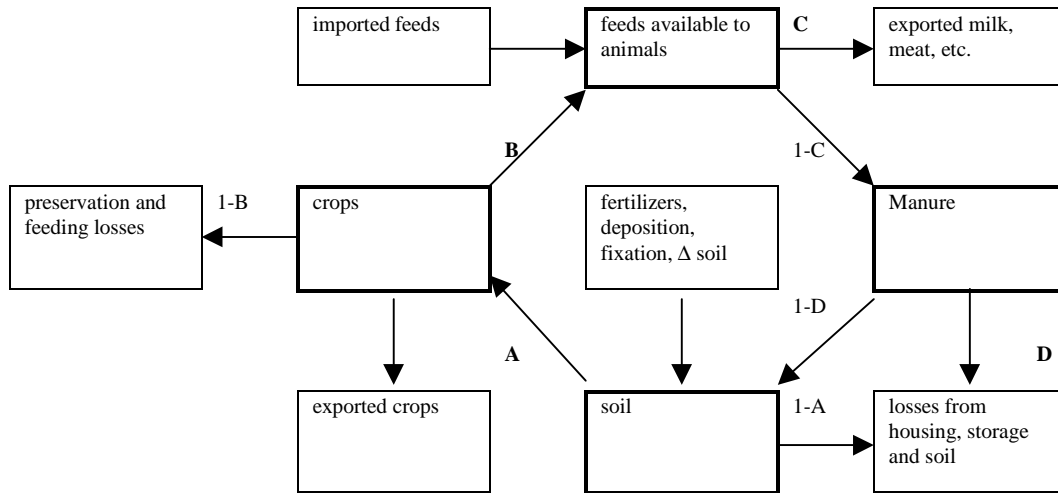 imported feeds
feeds available to
animals
C
exported milk,
meat, etc.
B
1-C
preservation and
feeding losses
1-B
crops
fertilizers,
deposition,
fixation, Δ soil
Manure
1-D
A
D
exported crops
soil
1-A
losses from
housing, storage
and soil